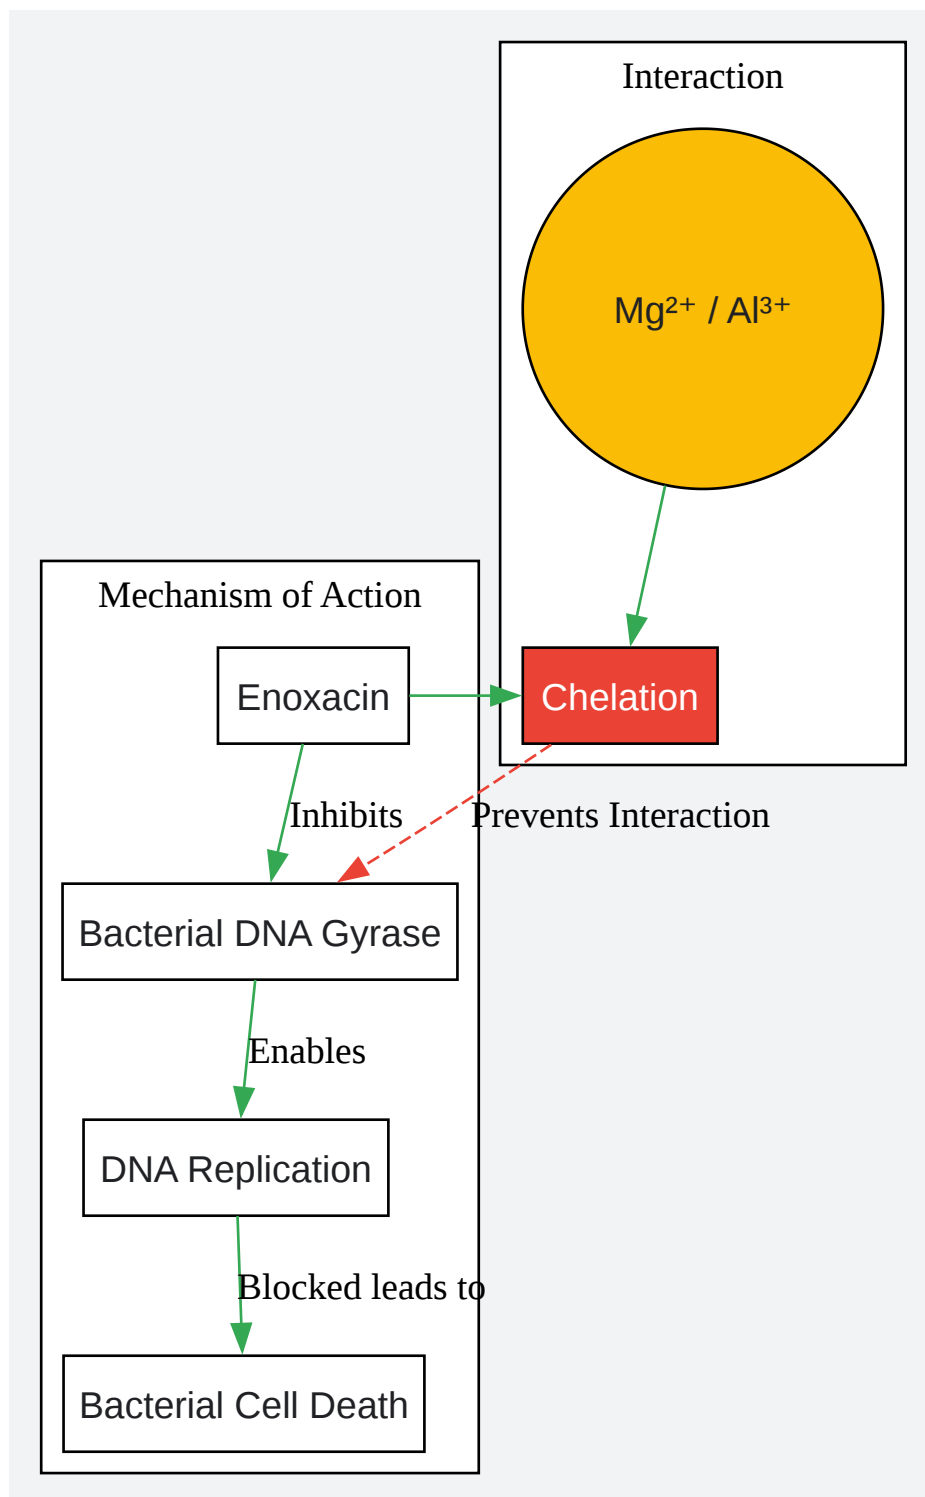 Interaction
Mg²⁺ / Al³⁺
Mechanism of Action
Enoxacin
Chelation
Inhibits
Prevents Interaction
Bacterial DNA Gyrase
Enables
DNA Replication
Blocked leads to
Bacterial Cell Death